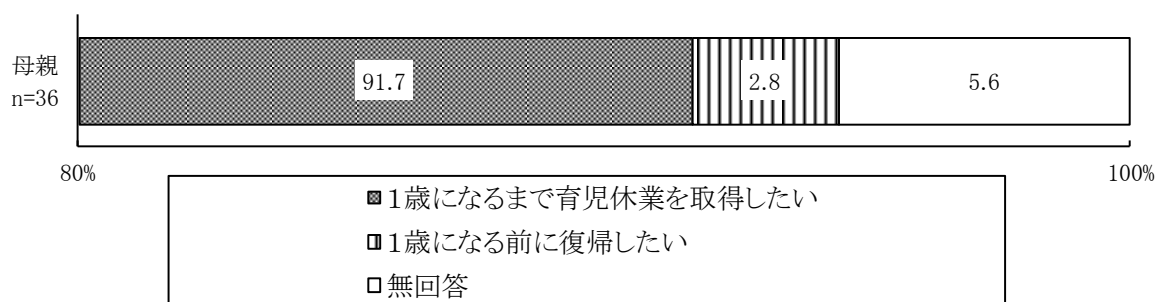 母親
n=36
91.7
2.8
5.6
80%
100%
1歳になるまで育児休業を取得したい
1歳になる前に復帰したい
無回答